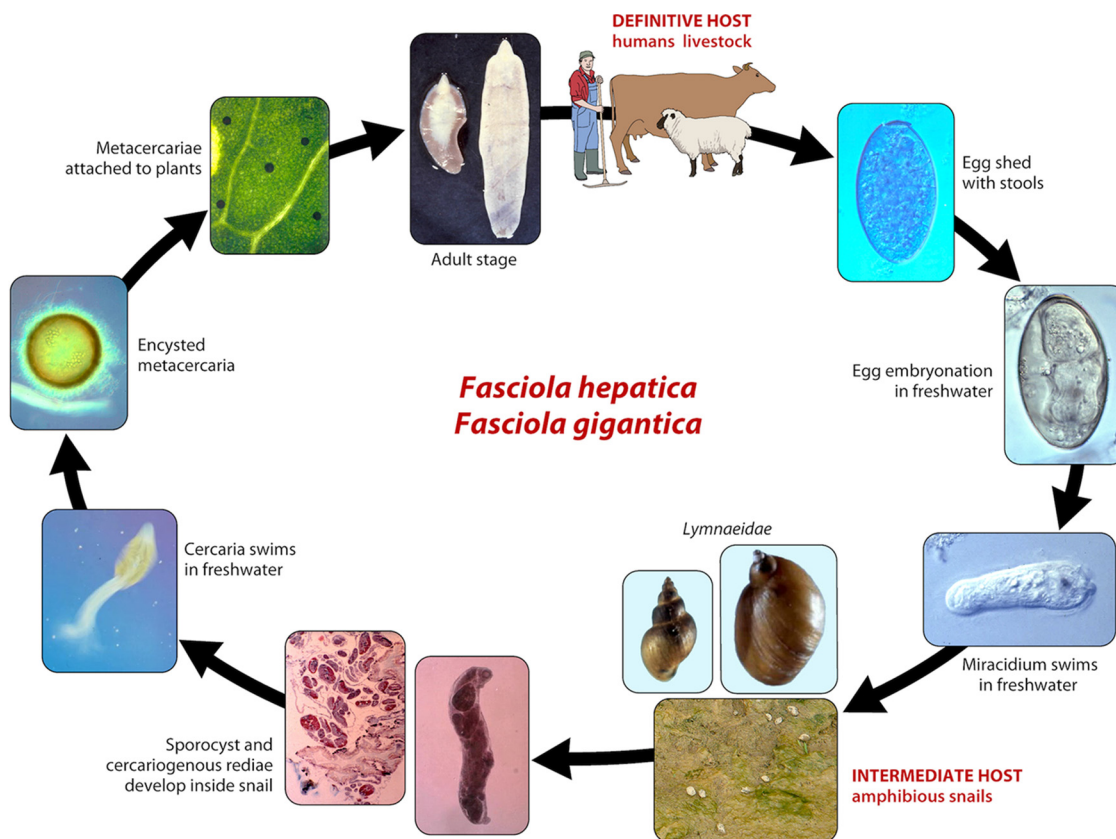 DEFINITIVE HOST
humans livestock
Metacercariae
attached to plants
Adult stage
Egg shed
with stools
Encysted
metacercaria
Egg embryonation
in freshwater
Fasciola hepatica
Fasciola gigantica
Cercaria swims
in freshwater
Lymnaeidae
Miracidium swims
in freshwater
Sporocyst and
cercariogenous rediae
develop inside snail
INTERMEDIATE HOST
amphibious snails